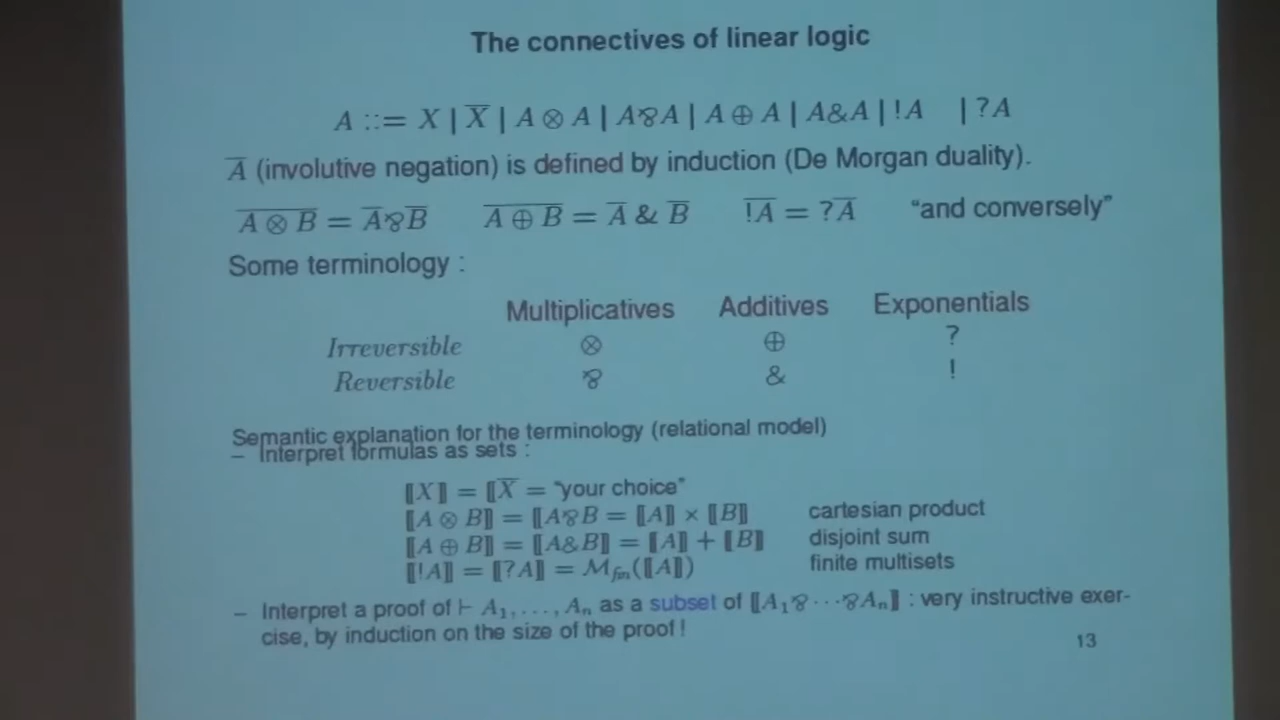 The connectives of linear logic
A ::= X | X̅ | A ⊗ A | A⅋A | A ⊕ A | A&A | !A | ?A
A̅ (involutive negation) is defined by induction (De Morgan duality).
\overline{A ⊗ B} = A̅⅋B̅ \overline{A ⊕ B} = A̅ & B̅ \overline{!A} = ?A̅ “and conversely”
Some terminology :
Multiplicatives Additives Exponentials
Irreversible ⊗ ⊕ ?
Reversible ⅋ & !
Semantic explanation for the terminology (relational model)
– Interpret formulas as sets :
⟦X⟧ = ⟦X̅ = “your choice”
⟦A ⊗ B⟧ = ⟦A⅋B = ⟦A⟧ × ⟦B⟧ cartesian product
⟦A ⊕ B⟧ = ⟦A&B⟧ = ⟦A⟧ + ⟦B⟧ disjoint sum
⟦!A⟧ = ⟦?A⟧ = M_fin(⟦A⟧) finite multisets
– Interpret a proof of ⊢ A₁, ..., Aₙ as a subset of ⟦A₁⅋···⅋Aₙ⟧ : very instructive exer-
cise, by induction on the size of the proof !
13